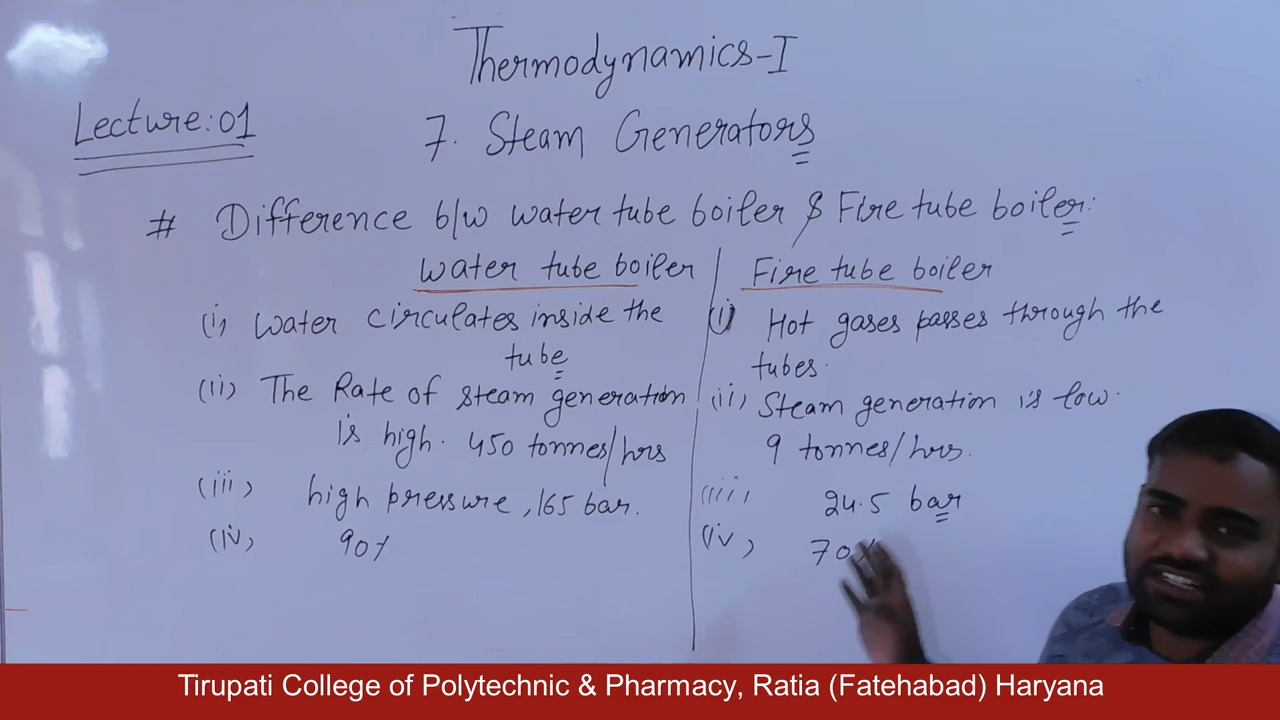 Thermodynamics-I
Lecture:01
7. Steam Generators
# Difference b/w water tube boiler & Fire tube boiler:
Water tube boiler
(i) Water circulates inside the
tube
(ii) The Rate of steam generation
is high. 450 tonnes/hrs
(iii) high pressure, 165 bar.
(iv) 90%
Fire tube boiler
(i) Hot gases passes through the
tubes.
(ii) Steam generation is low.
9 tonnes/hrs.
(iii) 24.5 bar
(iv) 70%
Tirupati College of Polytechnic & Pharmacy, Ratia (Fatehabad) Haryana